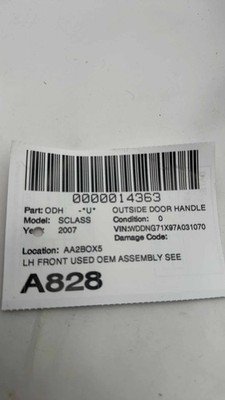 0000014363
Part: ODH -*U* OUTSIDE DOOR HANDLE
Model: SCLASS Condition: 0
Year: 2007 VIN:WDDNG71X97A031070
Damage Code:
Location: AA2BOX5
LH FRONT USED OEM ASSEMBLY SEE
A828